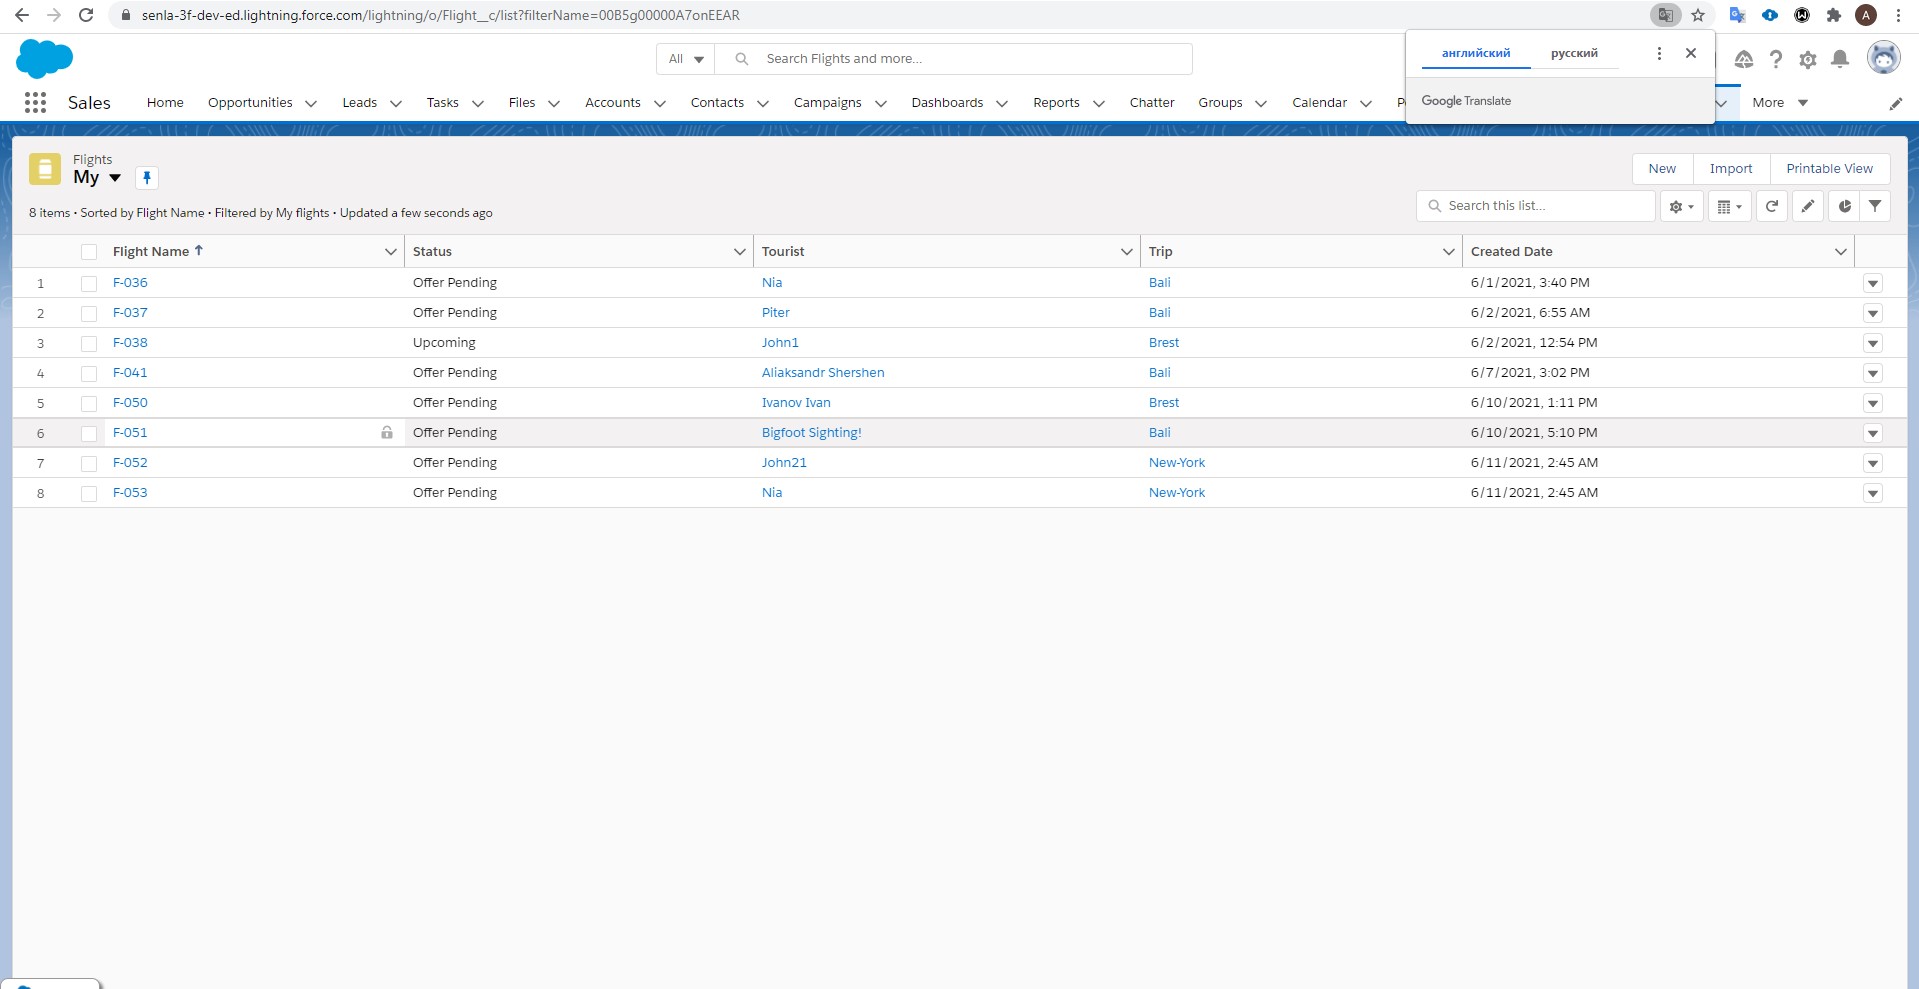 senla-3f-dev-ed.lightning.force.com/lightning/o/Flight__c/list?filterName=00B5g00000A7onEEAR
A
All Search Flights and more...
английский русский
Google Translate
Sales Home Opportunities Leads Tasks Files Accounts Contacts Campaigns Dashboards Reports Chatter Groups Calendar More
Flights
My
New Import Printable View
8 items • Sorted by Flight Name • Filtered by My flights • Updated a few seconds ago
Search this list...
Flight Name Status Tourist Trip Created Date
1 F-036 Offer Pending Nia Bali 6/1/2021, 3:40 PM
2 F-037 Offer Pending Piter Bali 6/2/2021, 6:55 AM
3 F-038 Upcoming John1 Brest 6/2/2021, 12:54 PM
4 F-041 Offer Pending Aliaksandr Shershen Bali 6/7/2021, 3:02 PM
5 F-050 Offer Pending Ivanov Ivan Brest 6/10/2021, 1:11 PM
6 F-051 Offer Pending Bigfoot Sighting! Bali 6/10/2021, 5:10 PM
7 F-052 Offer Pending John21 New-York 6/11/2021, 2:45 AM
8 F-053 Offer Pending Nia New-York 6/11/2021, 2:45 AM